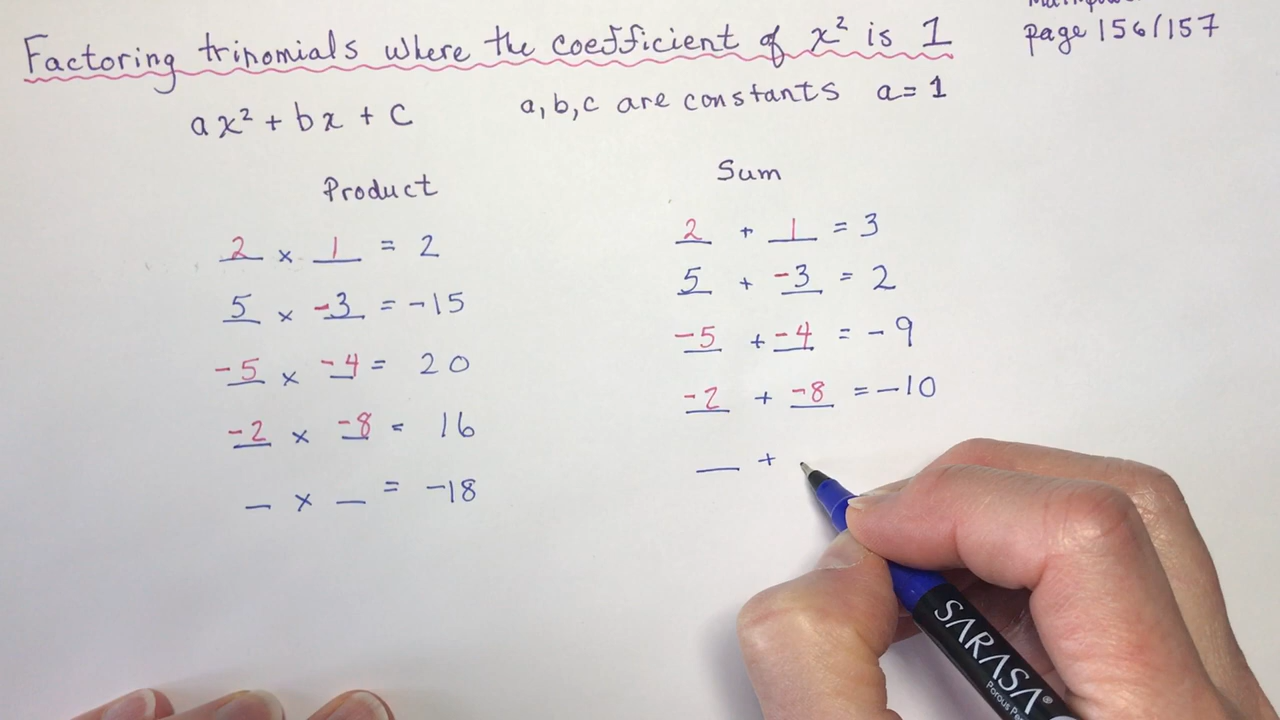 Factoring trinomials where the coefficient of x² is 1
page 156/157
ax² + bx + c
a, b, c are constants a = 1
Product
2 × 1 = 2
5 × -3 = -15
-5 × -4 = 20
-2 × -8 = 16
_ × _ = -18
Sum
2 + 1 = 3
5 + -3 = 2
-5 + -4 = -9
-2 + -8 = -10
_ +
SARASA®